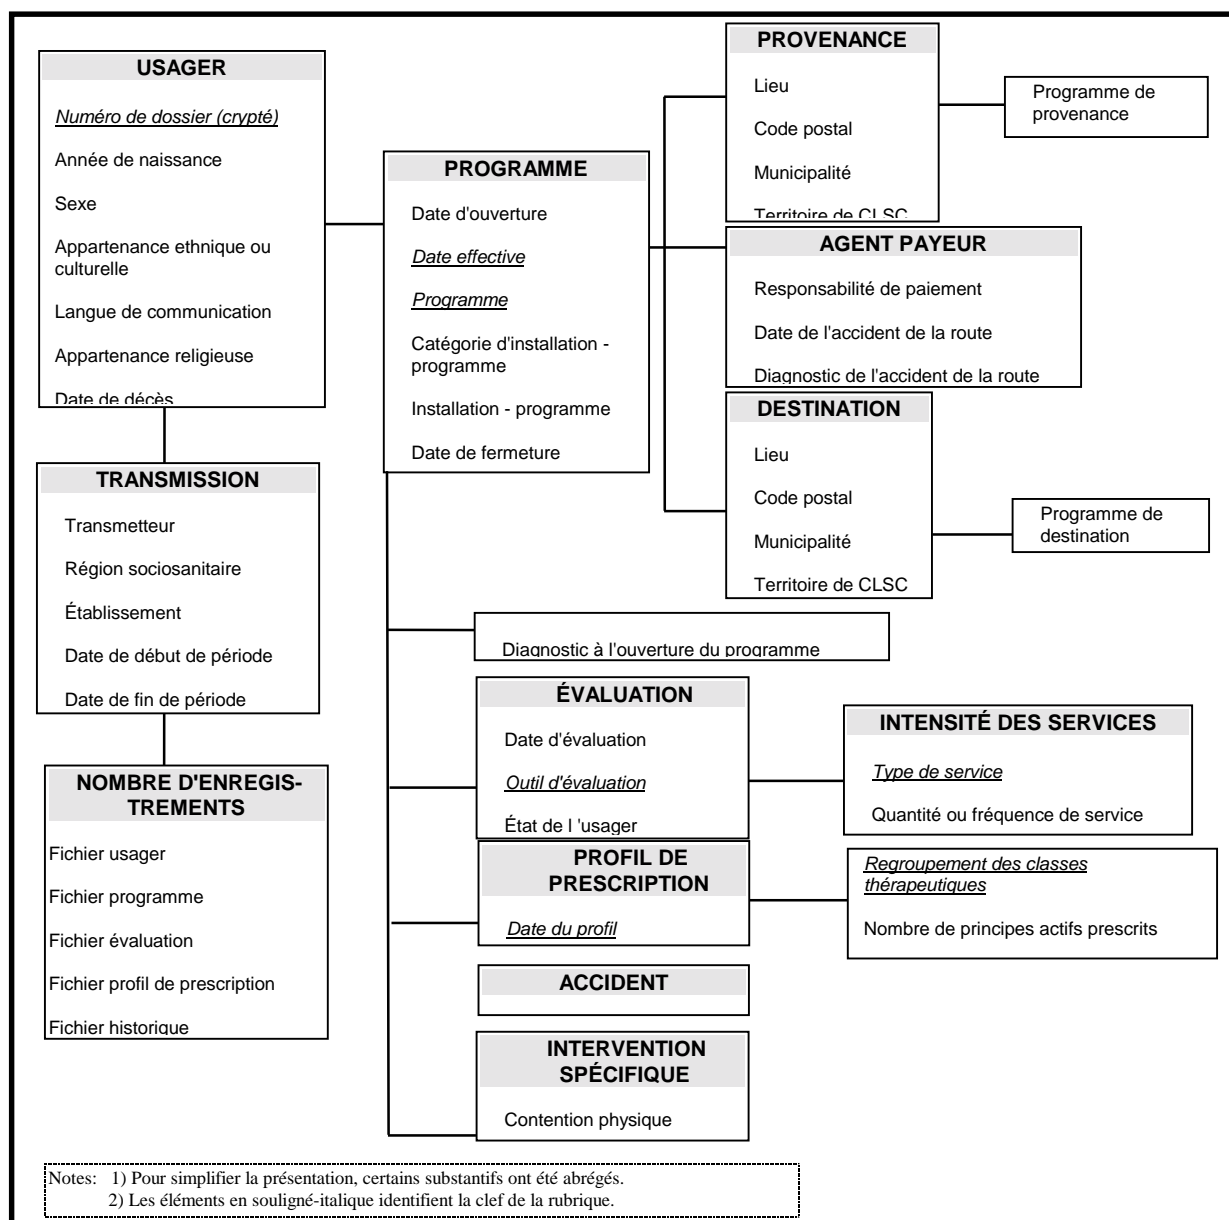 USAGER
Numéro de dossier (crypté)
Année de naissance
Sexe
Appartenance ethnique ou
culturelle
Langue de communication
Appartenance religieuse
Date de décès
TRANSMISSION
Transmetteur
Région sociosanitaire
Établissement
Date de début de période
Date de fin de période
NOMBRE D'ENREGIS-
TREMENTS
Fichier usager
Fichier programme
Fichier évaluation
Fichier profil de prescription
Fichier historique
PROGRAMME
Date d'ouverture
Date effective
Programme
Catégorie d'installation -
programme
Installation - programme
Date de fermeture
PROVENANCE
Lieu
Code postal
Municipalité
Territoire de CLSC
Programme de
provenance
AGENT PAYEUR
Responsabilité de paiement
Date de l'accident de la route
Diagnostic de l'accident de la route
DESTINATION
Lieu
Code postal
Municipalité
Territoire de CLSC
Programme de
destination
Diagnostic à l'ouverture du programme
ÉVALUATION
Date d'évaluation
Outil d'évaluation
État de l 'usager
INTENSITÉ DES SERVICES
Type de service
Quantité ou fréquence de service
PROFIL DE
PRESCRIPTION
Date du profil
Regroupement des classes
thérapeutiques
Nombre de principes actifs prescrits
ACCIDENT
INTERVENTION
SPÉCIFIQUE
Contention physique
Notes: 1) Pour simplifier la présentation, certains substantifs ont été abrégés.
2) Les éléments en souligné-italique identifient la clef de la rubrique.